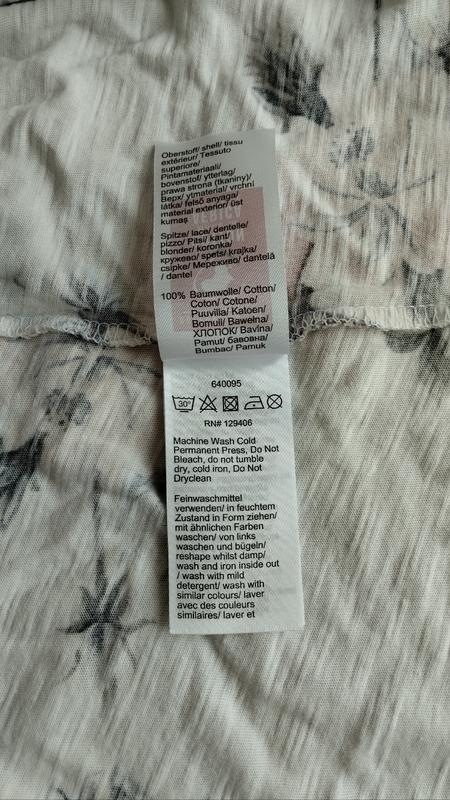 Oberstoff/ shell/ tissu
extérieur/ Tessuto
superiore/
Pintamateriaali/
bovenstof/ ytterlag/
prawa strona (tkaniny)/
Верх/ ytmaterial/ vrchní
látka/ felső anyaga/
material exterior/ üst
kumaş
Spitze/ lace/ dentelle/
pizzo/ Pitsi/ kant/
blonder/ koronka/
кружево/ spets/ krajka/
csipke/ Мереживо/ dantelă
/ dantel
100% Baumwolle/ Cotton/
Coton/ Cotone/
Puuvilla/ Katoen/
Bomull/ Bawełna/
ХЛОПОК/ Bavlna/
Pamut/ бавовна/
Bumbac/ Pamuk
640095
30°
RN# 129406
Machine Wash Cold
Permanent Press, Do Not
Bleach, do not tumble
dry, cold iron, Do Not
Dryclean
Feinwaschmittel
verwenden/ in feuchtem
Zustand in Form ziehen/
mit ähnlichen Farben
waschen/ von links
waschen und bügeln/
reshape whilst damp/
wash and iron inside out
/ wash with mild
detergent/ wash with
similar colours/ laver
avec des couleurs
similaires/ laver et